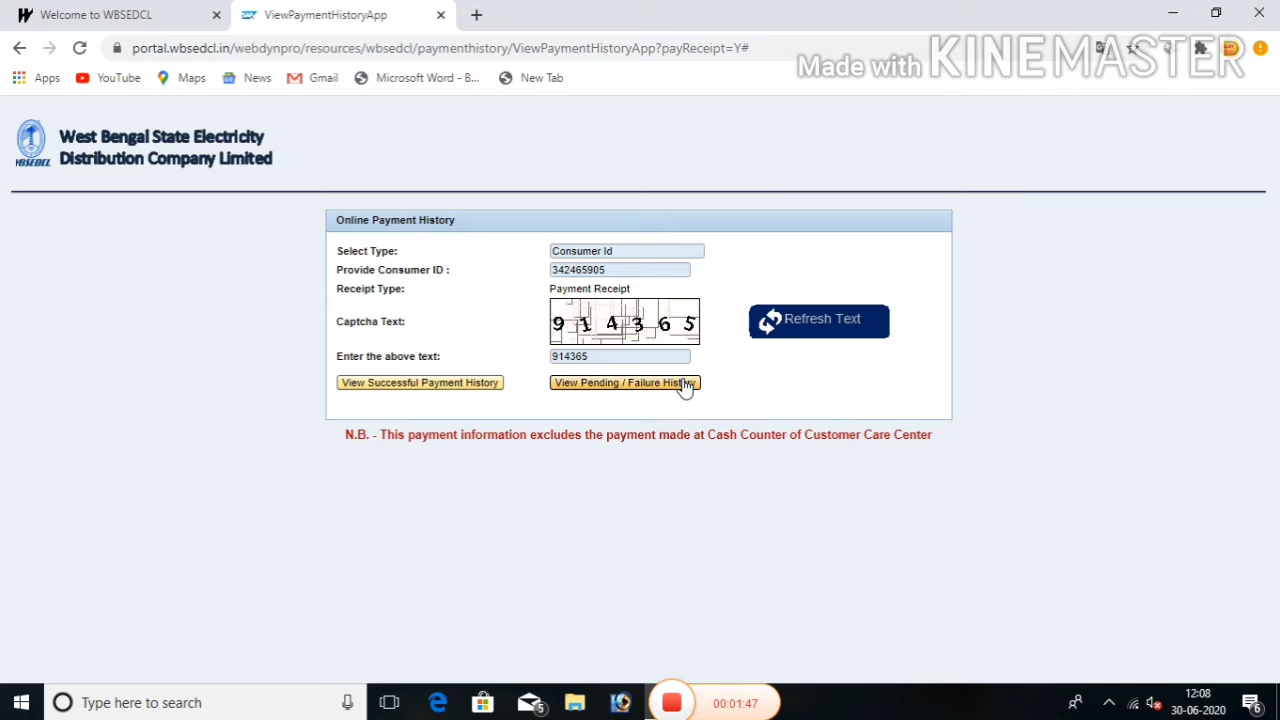 Welcome to WBSEDCL
ViewPaymentHistoryApp
portal.wbsedcl.in/webdynpro/resources/wbsedcl/paymenthistory/ViewPaymentHistoryApp?payReceipt=Y#
Made with KINEMASTER
Apps YouTube Maps News Gmail Microsoft Word - B... New Tab
West Bengal State Electricity
Distribution Company Limited
WBSEDCL
Online Payment History
Select Type: Consumer Id
Provide Consumer ID : 342465905
Receipt Type: Payment Receipt
Captcha Text: 9 1 4 3 6 5 Refresh Text
Enter the above text: 914365
View Successful Payment History View Pending / Failure History
N.B. - This payment information excludes the payment made at Cash Counter of Customer Care Center
Type here to search
5
00:01:47
12:08
30-06-2020
6